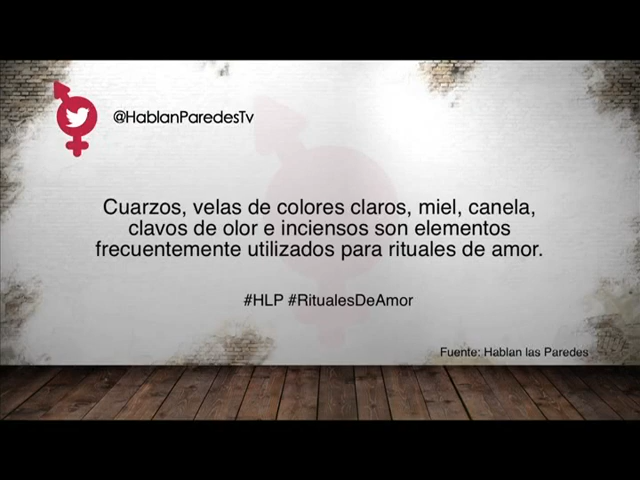 @HablanParedesTv
Cuarzos, velas de colores claros, miel, canela,
clavos de olor e inciensos son elementos
frecuentemente utilizados para rituales de amor.
#HLP #RitualesDeAmor
Fuente: Hablan las Paredes